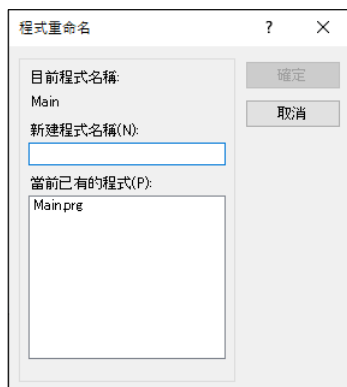 程式重命名
?
目前程式名稱:
確定
Main
取消
新建程式名稱(N):
當前已有的程式(P):
Main.prg